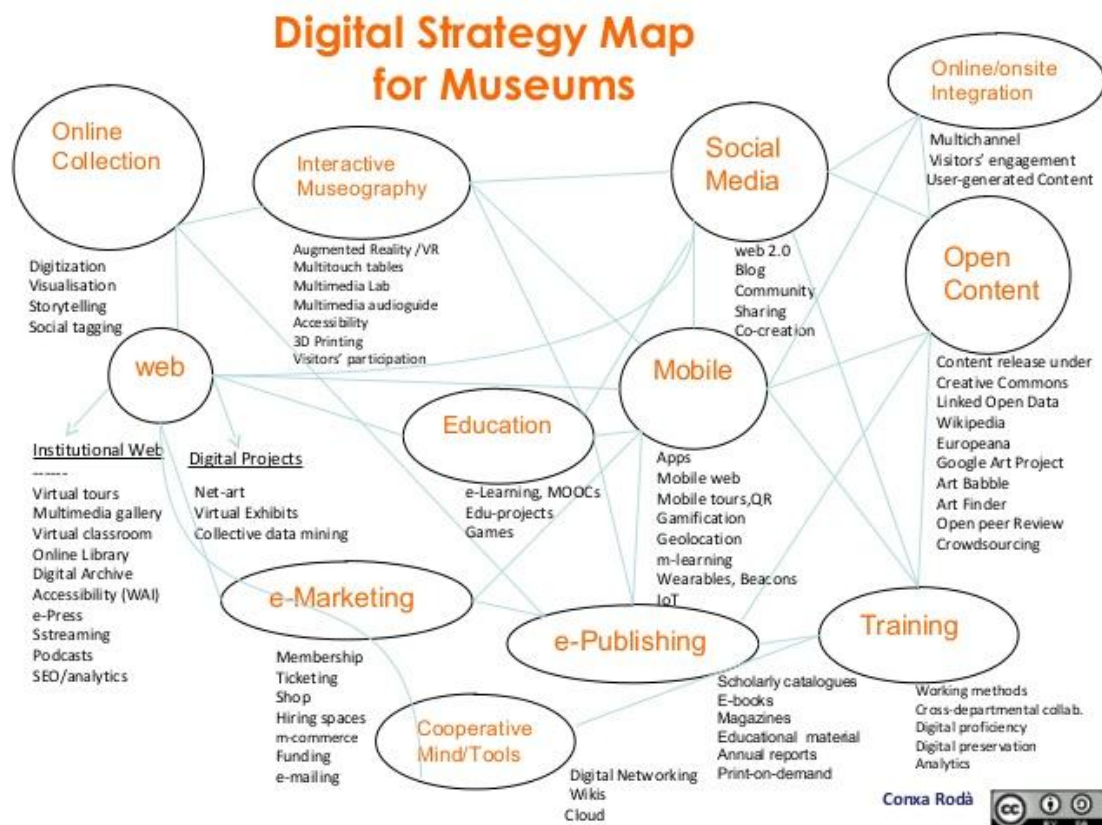 Digital Strategy Map
for Museums
Online
Collection
Digitization
Visualisation
Storytelling
Social tagging
Interactive
Museography
Augmented Reality /VR
Multitouch tables
Multimedia Lab
Multimedia audioguide
Accessibility
3D Printing
Visitors' participation
Social
Media
web 2.0
Blog
Community
Sharing
Co-creation
Online/onsite
Integration
Multichannel
Visitors' engagement
User-generated Content
Open
Content
Content release under
Creative Commons
Linked Open Data
Wikipedia
Europeana
Google Art Project
Art Babble
Art Finder
Open peer Review
Crowdsourcing
web
Institutional Web
------
Virtual tours
Multimedia gallery
Virtual classroom
Online Library
Digital Archive
Accessibility (WAI)
e-Press
Sstreaming
Podcasts
SEO/analytics
Digital Projects
Net-art
Virtual Exhibits
Collective data mining
Education
e-Learning, MOOCs
Edu-projects
Games
Mobile
Apps
Mobile web
Mobile tours,QR
Gamification
Geolocation
m-learning
Wearables, Beacons
IoT
e-Marketing
Membership
Ticketing
Shop
Hiring spaces
m-commerce
Funding
e-mailing
e-Publishing
Scholarly catalogues
E-books
Magazines
Educational material
Annual reports
Print-on-demand
Training
Working methods
Cross-departmental collab.
Digital proficiency
Digital preservation
Analytics
Cooperative
Mind/Tools
Digital Networking
Wikis
Cloud
Conxa Rodà
cc